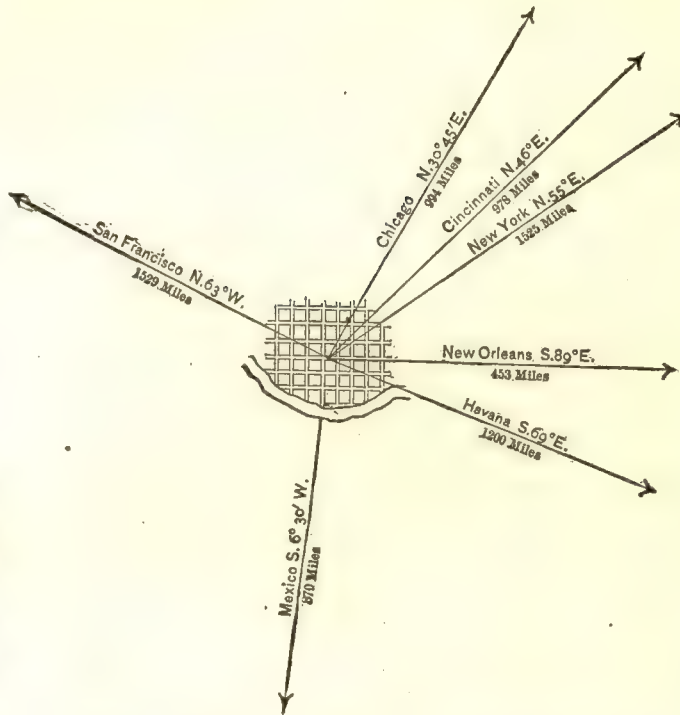 Chicago N.30°45'E.
994 Miles
Cincinnati N.46°E.
978 Miles
New York N.55°E.
1525 Miles
San Francisco N.63°W.
1529 Miles
New Orleans S.89°E.
453 Miles
Havana S.69°E.
1200 Miles
Mexico S.6°30'W.
870 Miles